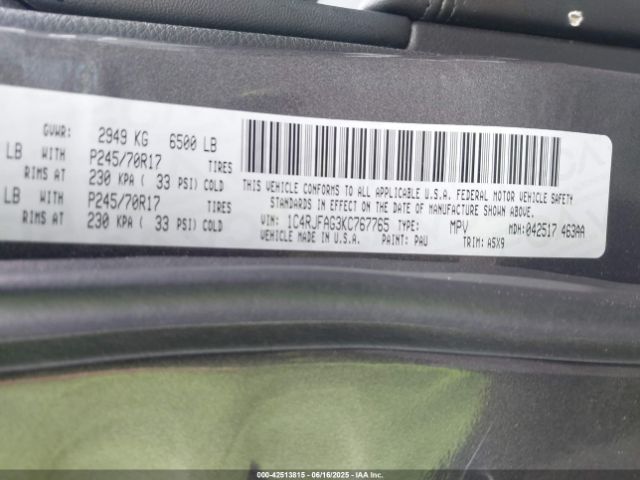 GVWR: 2949 KG 6500 LB
LB WITH P245/70R17 TIRES
RIMS AT 230 KPA ( 33 PSI) COLD
LB WITH P245/70R17 TIRES
RIMS AT 230 KPA ( 33 PSI) COLD
THIS VEHICLE CONFORMS TO ALL APPLICABLE U.S.A. FEDERAL MOTOR VEHICLE SAFETY
STANDARDS IN EFFECT ON THE DATE OF MANUFACTURE SHOWN ABOVE.
VIN: 1C4RJFAG3KC767765 TYPE: MPV MDH: 042517 463AA
VEHICLE MADE IN U.S.A. PAINT: PAU TRIM: A5X9
000-42513815 - 06/16/2025 - IAA Inc.